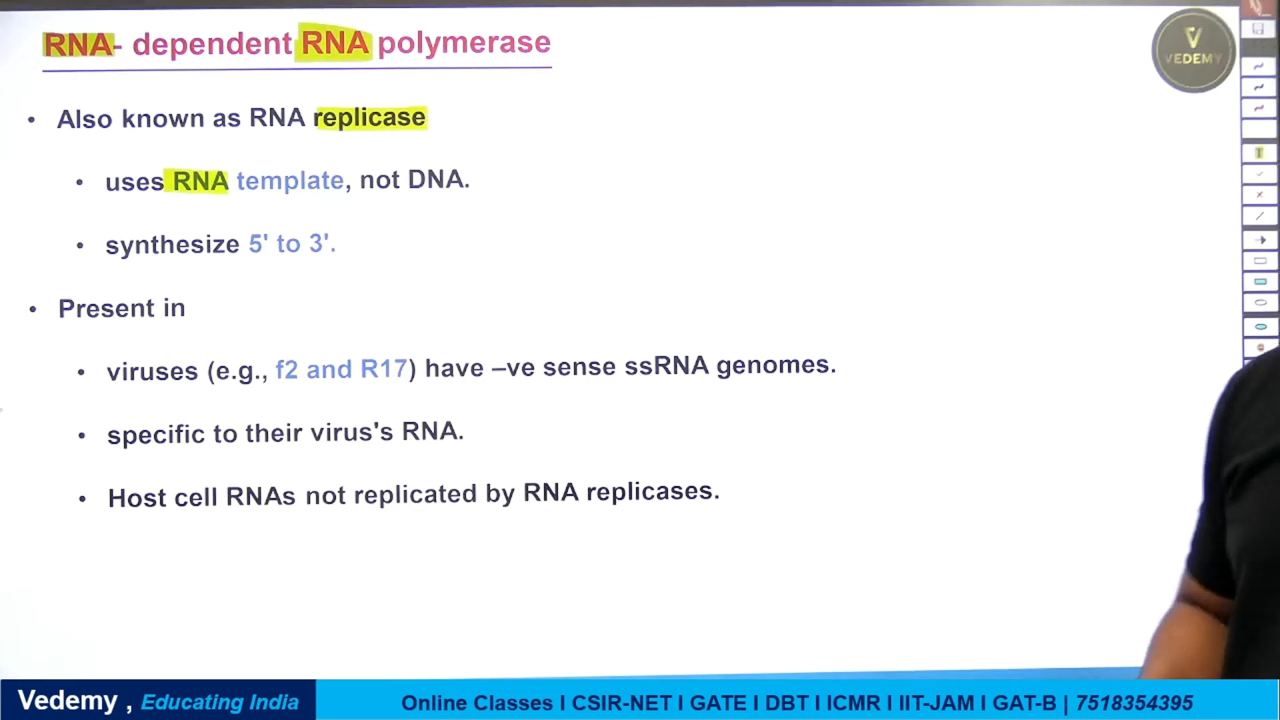 RNA- dependent RNA polymerase
VEDEMY
• Also known as RNA replicase
• uses RNA template, not DNA.
• synthesize 5' to 3'.
• Present in
• viruses (e.g., f2 and R17) have –ve sense ssRNA genomes.
• specific to their virus's RNA.
• Host cell RNAs not replicated by RNA replicases.
Vedemy , Educating India
Online Classes I CSIR-NET I GATE I DBT I ICMR I IIT-JAM I GAT-B | 7518354395